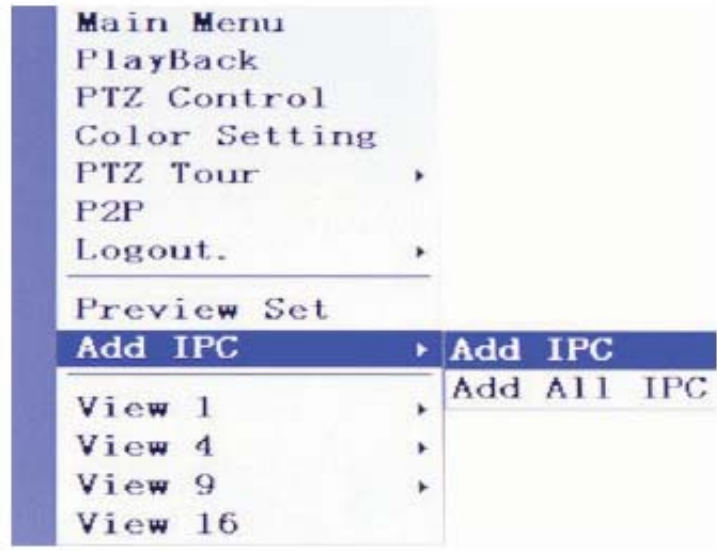 Main Menu
PlayBack
PTZ Control
Color Setting
PTZ Tour
P2P
Logout.
Preview Set
Add IPC
Add IPC
Add All IPC
View 1
View 4
View 9
View 16